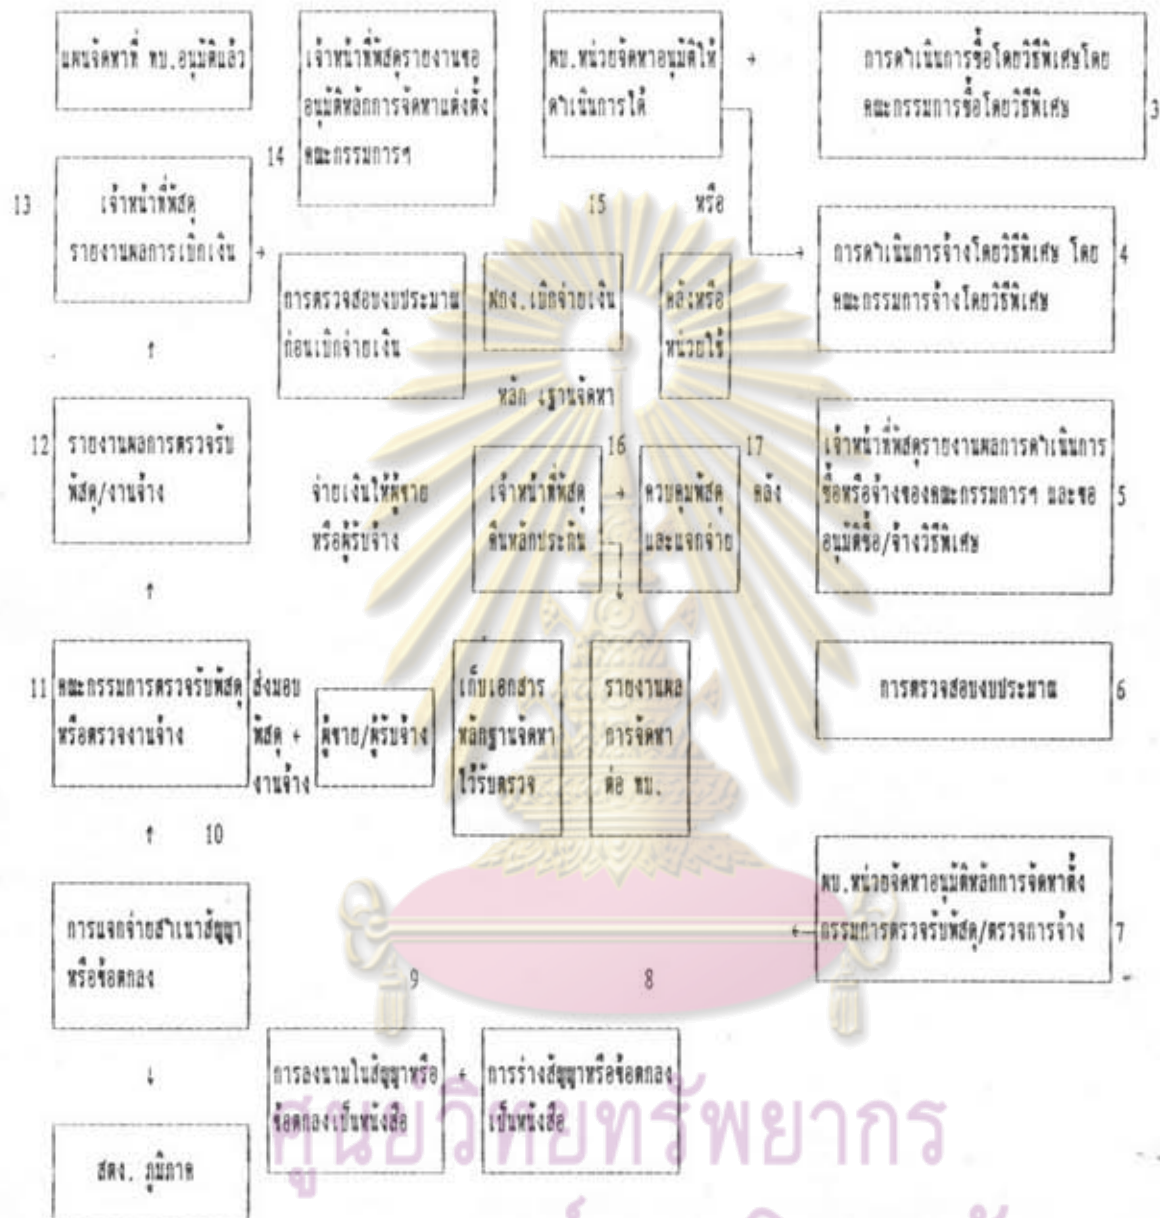 แผนจัดหาที่ ทบ.อนุมัติแล้ว
เจ้าหน้าที่พัสดุรายงานขอ
อนุมัติหลักการจัดหาแต่งตั้ง
คณะกรรมการฯ
ผบ.หน่วยจัดหาอนุมัติให้
ดำเนินการได้
→
การดำเนินการซื้อโดยวิธีพิเศษโดย
คณะกรรมการซื้อโดยวิธีพิเศษ
3
14
13
เจ้าหน้าที่พัสดุ
รายงานผลการเบิกเงิน
→
15
หรือ
การดำเนินการจ้างโดยวิธีพิเศษ โดย
คณะกรรมการจ้างโดยวิธีพิเศษ
4
การตรวจสอบงบประมาณ
ก่อนเบิกจ่ายเงิน
ฝกง.เบิกจ่ายเงิน
คลังหรือ
หน่วยใช้
↑
หลัก ฐานจัดหา
12
รายงานผลการตรวจรับ
พัสดุ/งานจ้าง
จ่ายเงินให้ผู้ขาย
หรือผู้รับจ้าง
16
เจ้าหน้าที่พัสดุ
คืนหลักประกัน
→
17
ควบคุมพัสดุ
และแจกจ่าย
คลัง
เจ้าหน้าที่พัสดุรายงานผลการดำเนินการ
ซื้อหรือจ้างของคณะกรรมการฯ และขอ
อนุมัติซื้อ/จ้างวิธีพิเศษ
5
↑
11
คณะกรรมการตรวจรับพัสดุ
หรือตรวจงานจ้าง
ส่งมอบ
พัสดุ ←
งานจ้าง
ผู้ขาย/ผู้รับจ้าง
เก็บเอกสาร
หลักฐานจัดหา
ไว้รับตรวจ
รายงานผล
การจัดหา
ต่อ ทบ.
การตรวจสอบงบประมาณ
6
↑
10
ผบ.หน่วยจัดหาอนุมัติหลักการจัดหาตั้ง
กรรมการตรวจรับพัสดุ/ตรวจการจ้าง
7
การแจกจ่ายสำเนาสัญญา
หรือข้อตกลง
9
8
↓
การลงนามในสัญญาหรือ
ข้อตกลงเป็นหนังสือ
←
การร่างสัญญาหรือข้อตกลง
เป็นหนังสือ
ศูนย์วิทยทรัพยากร
สตง. ภูมิภาค